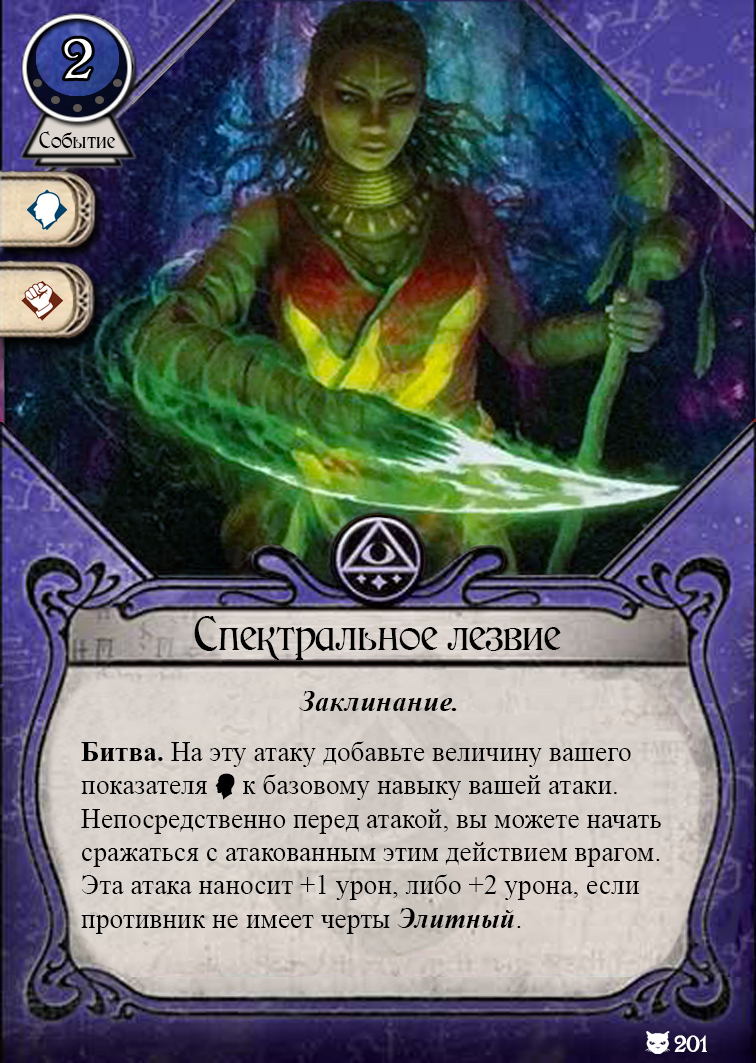 2
Событие
Спектральное лезвие
Заклинание.
Битва. На эту атаку добавьте величину вашего
показателя к базовому навыку вашей атаки.
Непосредственно перед атакой, вы можете начать
сражаться с атакованным этим действием врагом.
Эта атака наносит +1 урон, либо +2 урона, если
противник не имеет черты Элитный.
201